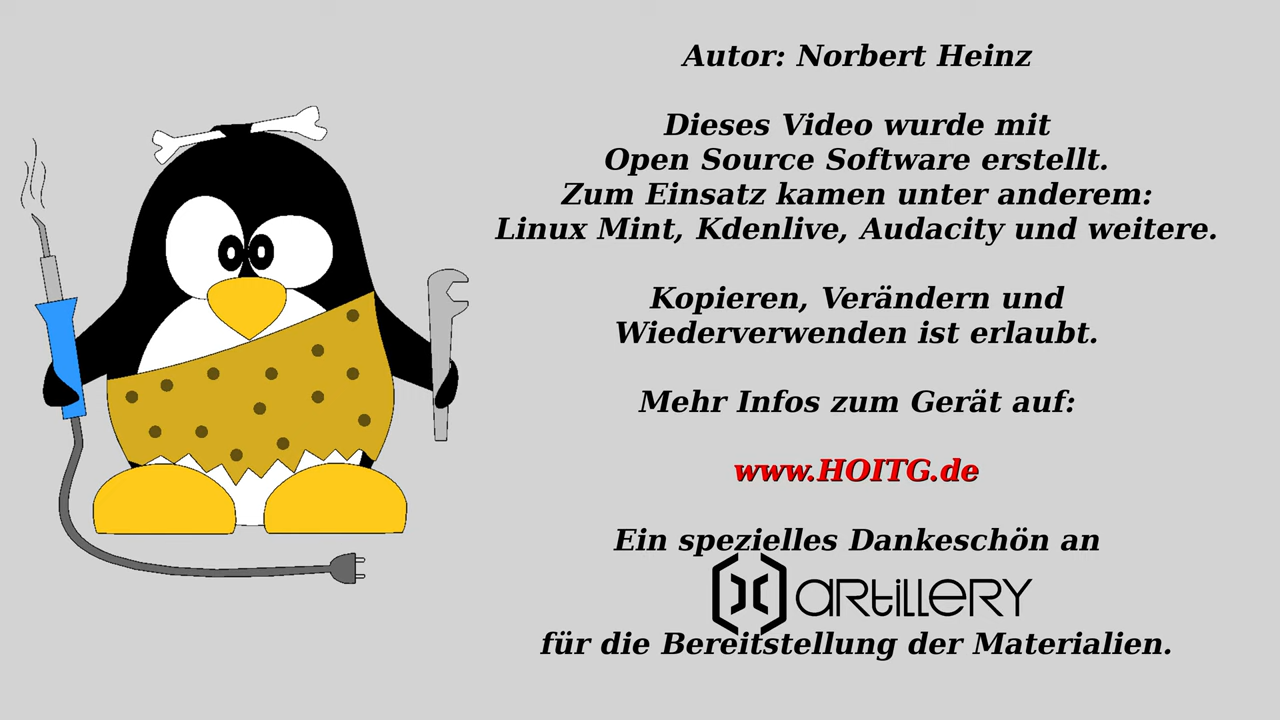 Autor: Norbert Heinz
Dieses Video wurde mit
Open Source Software erstellt.
Zum Einsatz kamen unter anderem:
Linux Mint, Kdenlive, Audacity und weitere.
Kopieren, Verändern und
Wiederverwenden ist erlaubt.
Mehr Infos zum Gerät auf:
www.HOITG.de
Ein spezielles Dankeschön an
ARtiLLeRY
für die Bereitstellung der Materialien.